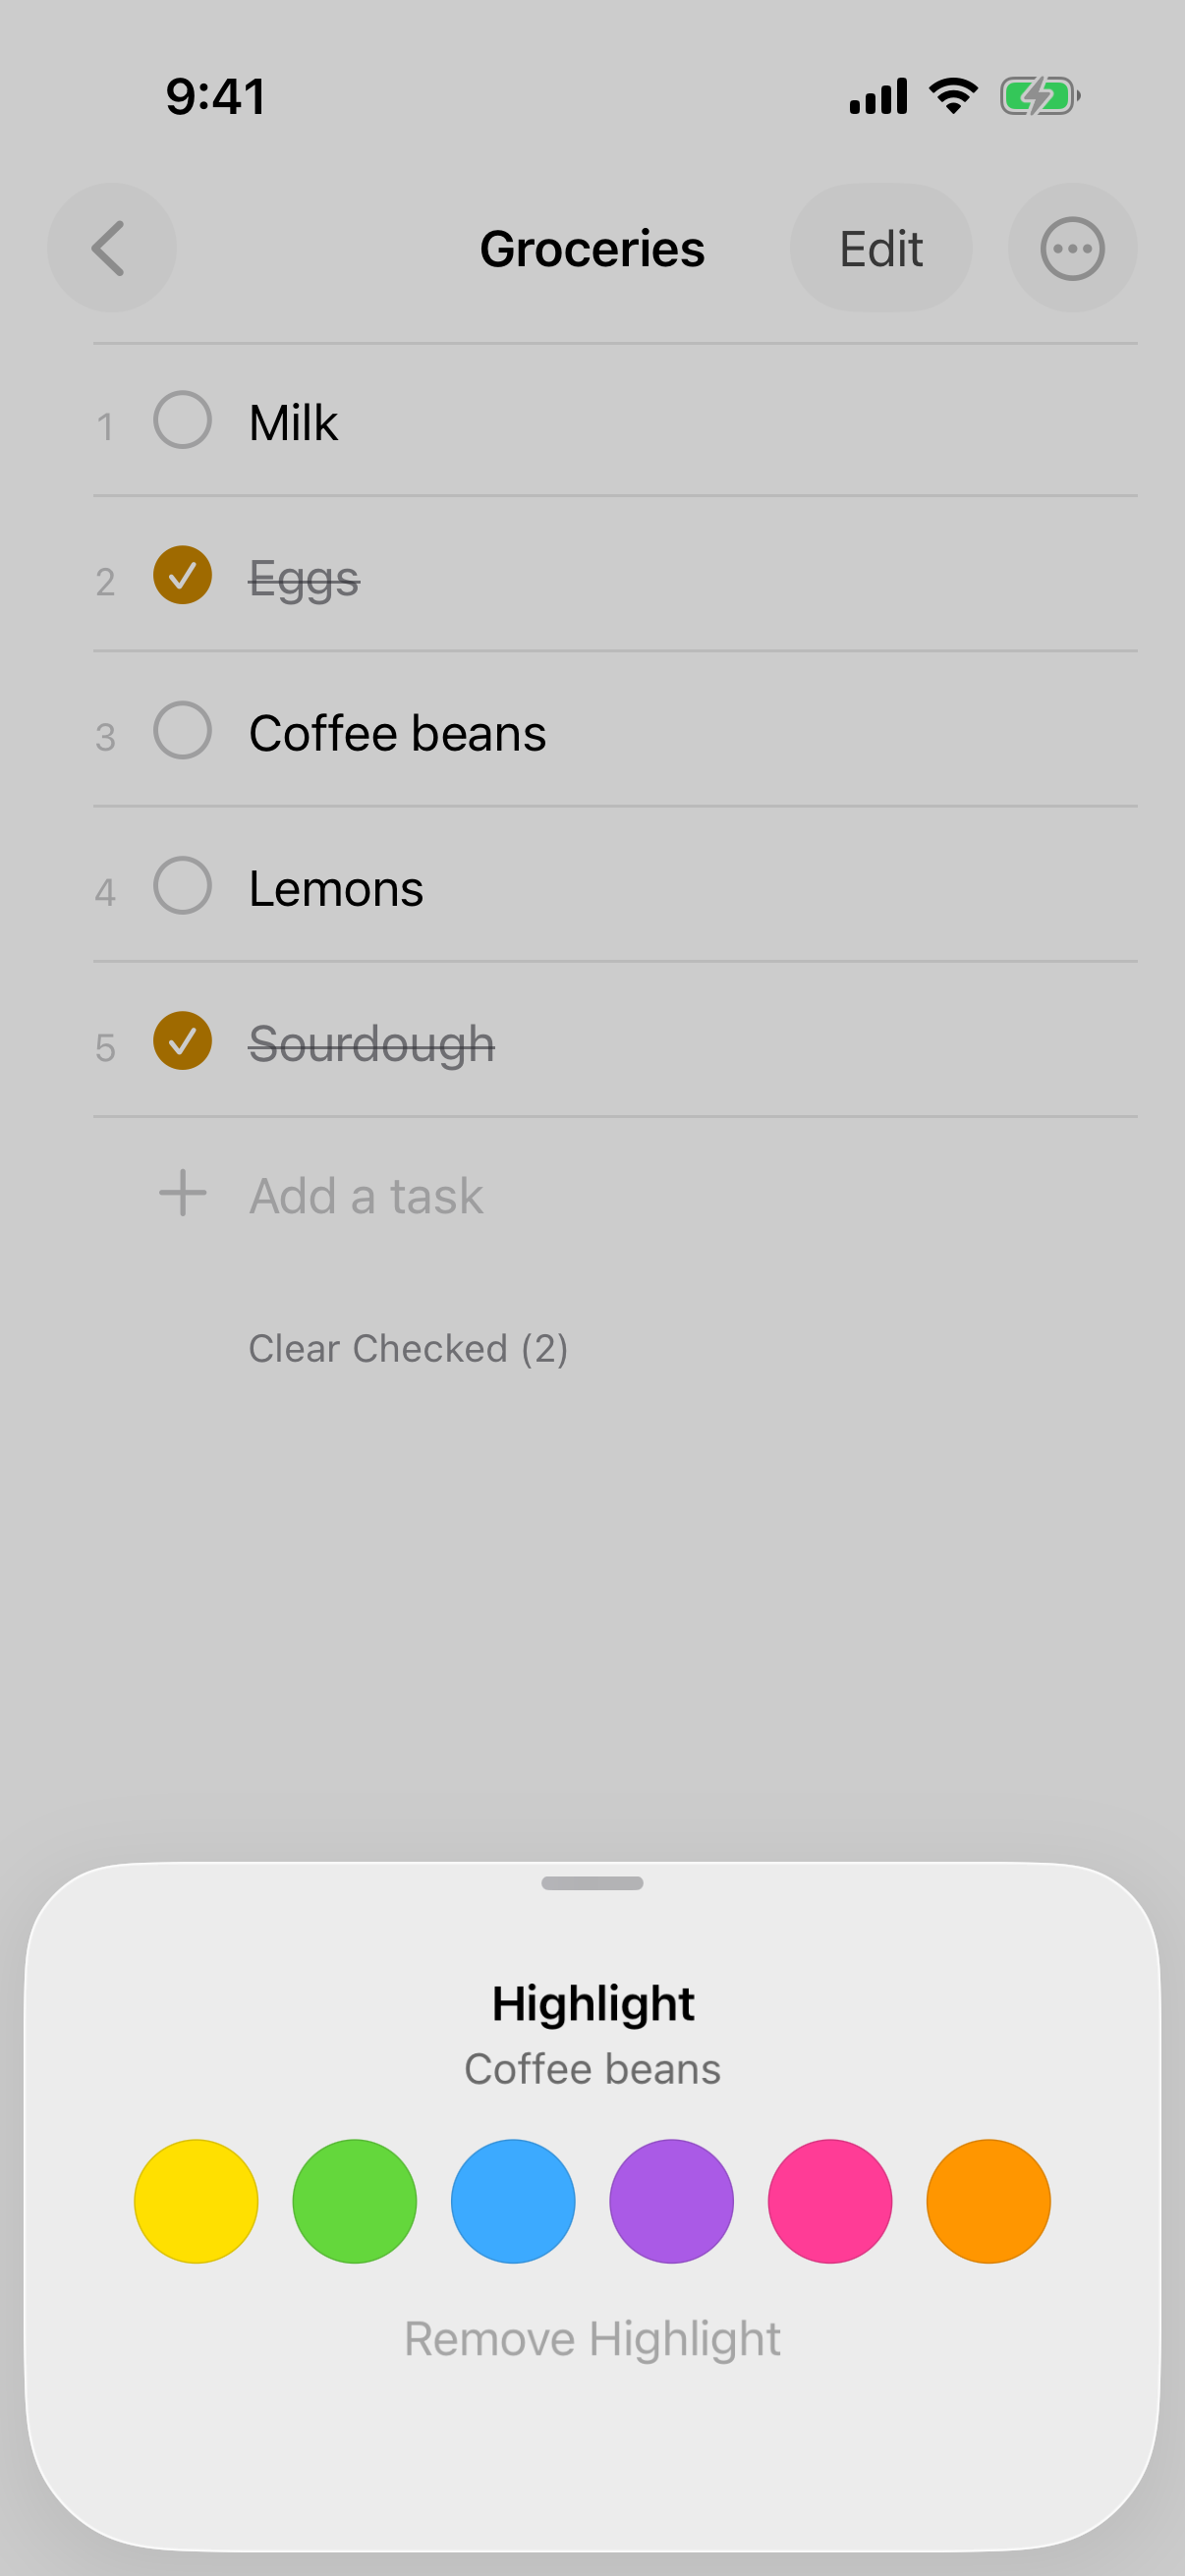 9:41
Groceries
Edit
1 Milk
2 Eggs
3 Coffee beans
4 Lemons
5 Sourdough
Add a task
Clear Checked (2)
Highlight
Coffee beans
Remove Highlight